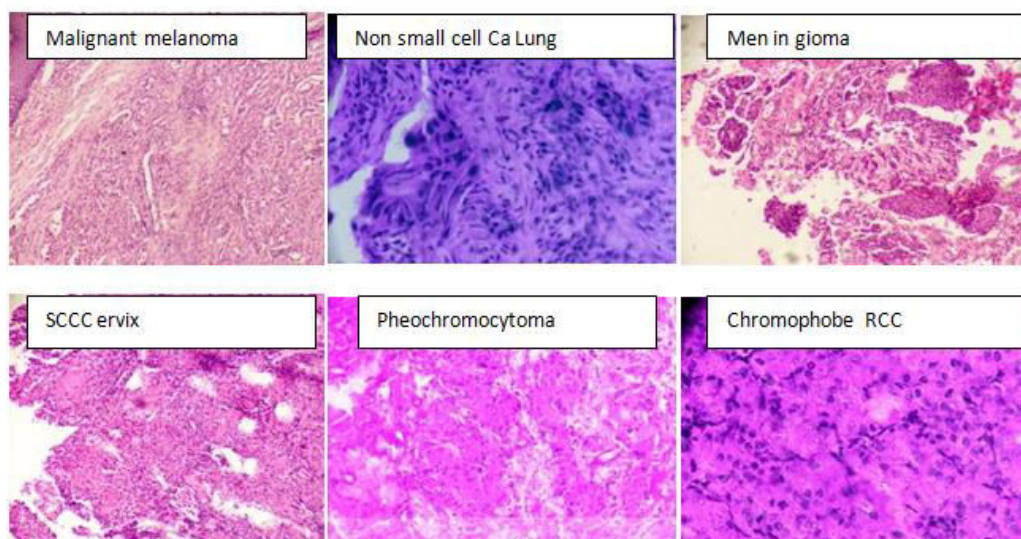 Malignant melanoma
Non small cell Ca Lung
Men in gioma
SCCC ervix
Pheochromocytoma
Chromophobe RCC